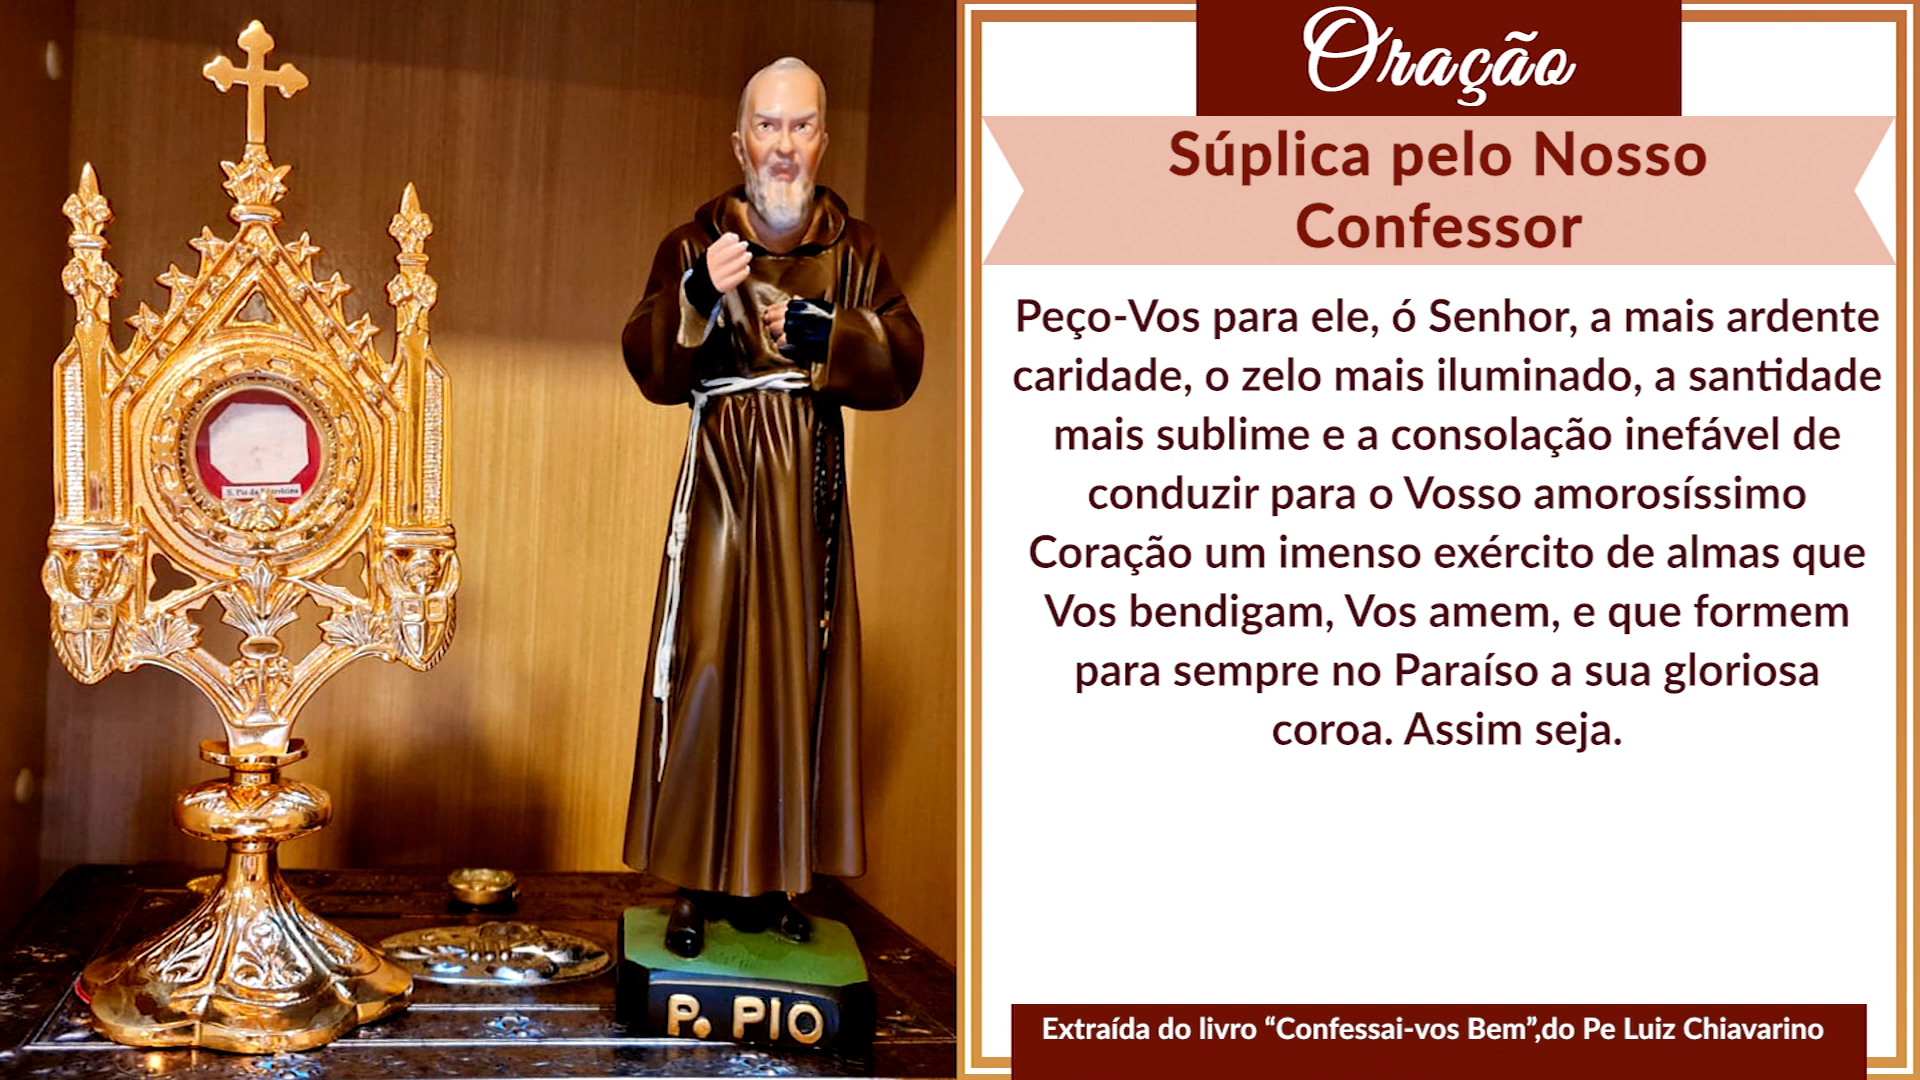 S. Pio da
P. PIO
Oração
Súplica pelo Nosso
Confessor
Peço-Vos para ele, ó Senhor, a mais ardente
caridade, o zelo mais iluminado, a santidade
mais sublime e a consolação inefável de
conduzir para o Vosso amorosíssimo
Coração um imenso exército de almas que
Vos bendigam, Vos amem, e que formem
para sempre no Paraíso a sua gloriosa
coroa. Assim seja.
Extraída do livro “Confessai-vos Bem”,do Pe Luiz Chiavarino